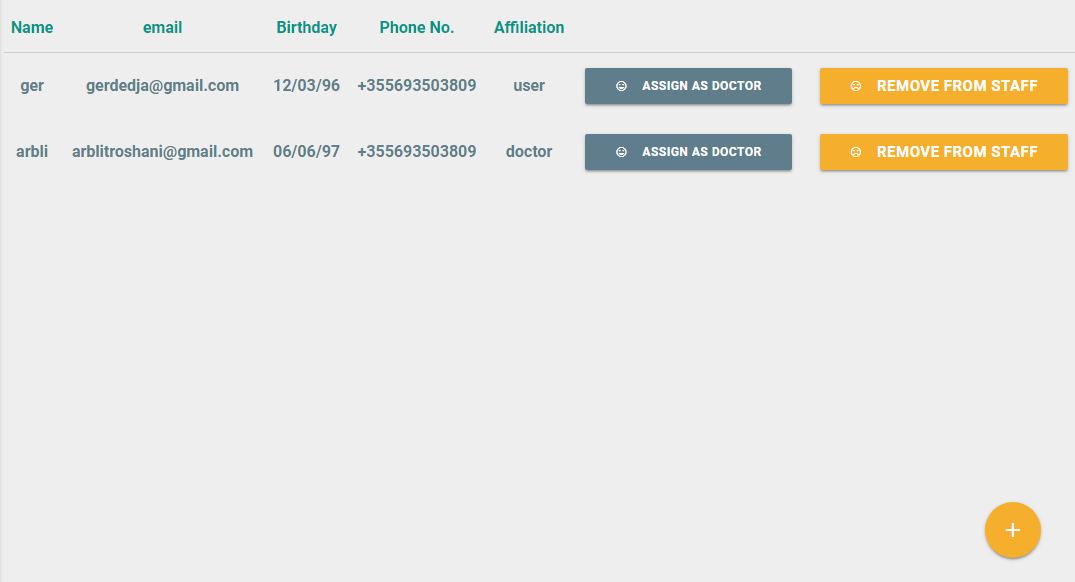 Name email Birthday Phone No. Affiliation
ger gerdedja@gmail.com 12/03/96 +355693503809 user ASSIGN AS DOCTOR REMOVE FROM STAFF
arbli arblitroshani@gmail.com 06/06/97 +355693503809 doctor ASSIGN AS DOCTOR REMOVE FROM STAFF
+